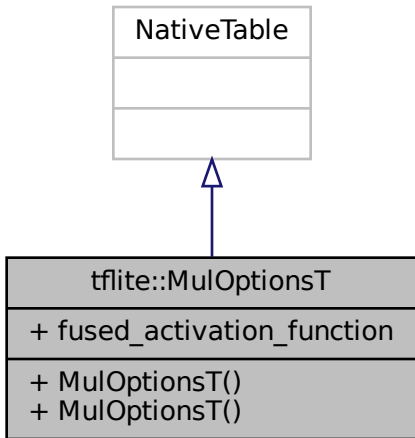 NativeTable
tflite::MulOptionsT
+ fused_activation_function
+ MulOptionsT()
+ MulOptionsT()